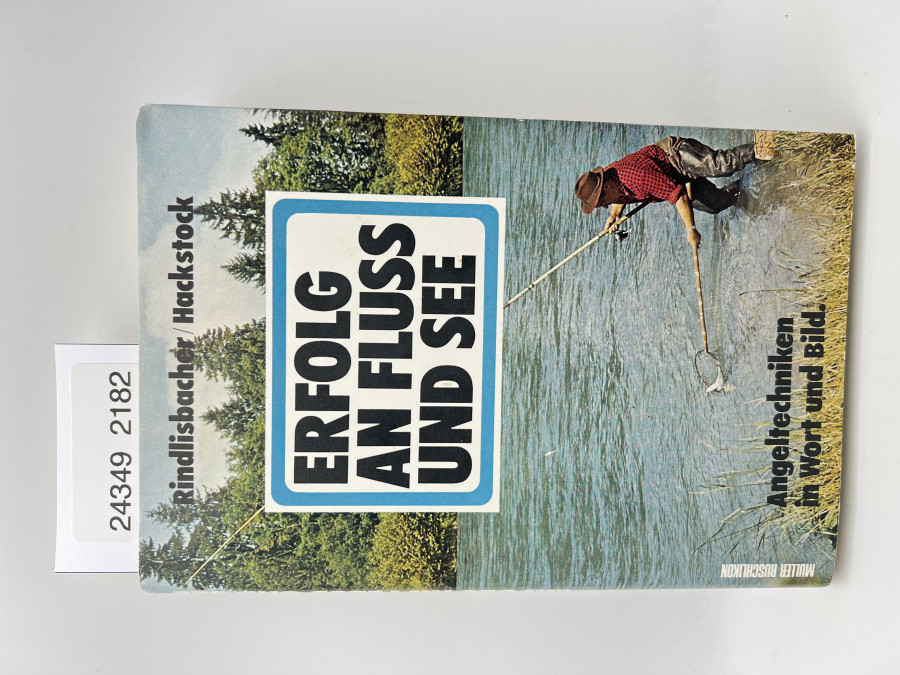 24349 2182
Rindlisbacher / Hackstock
ERFOLG
AN FLUSS
UND SEE
Angeltechniken
in Wort und Bild.
MÜLLER RÜSCHLIKON